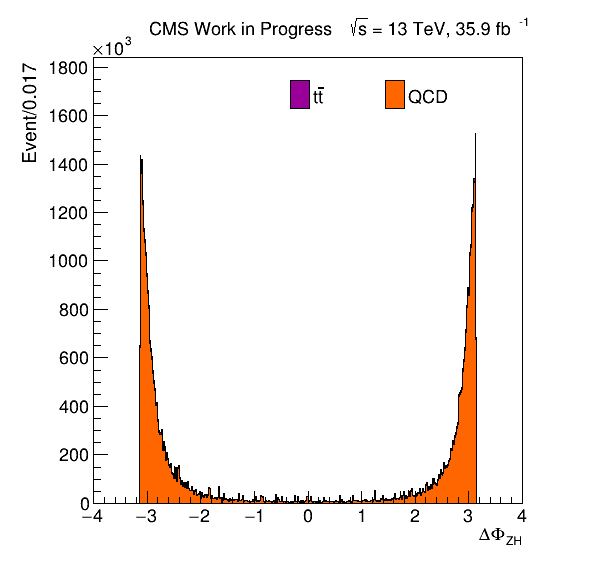 CMS Work in Progress √s = 13 TeV, 35.9 fb -1
×10³
Event/0.017
1800
1600
1400
1200
1000
800
600
400
200
0
tt̄
QCD
−4 −3 −2 −1 0 1 2 3 4
ΔΦZH